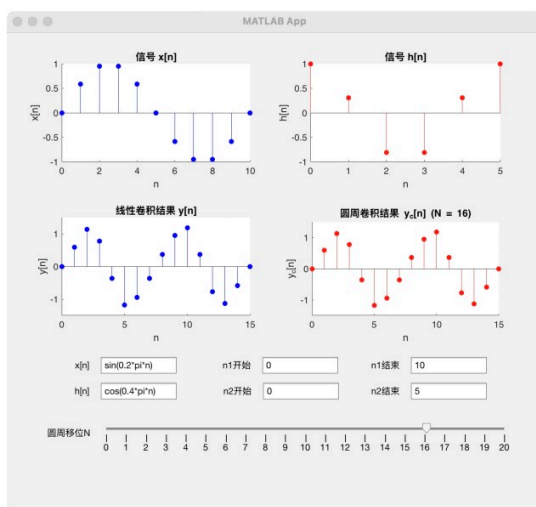 MATLAB App
信号 x[n]
1
0.5
0
-0.5
-1
x[n]
0 2 4 6 8 10
n
信号 h[n]
1
0.5
0
-0.5
-1
h[n]
0 1 2 3 4 5
n
线性卷积结果 y[n]
1
0
-1
y[n]
0 5 10 15
n
圆周卷积结果 y_c[n] (N = 16)
1
0
-1
y_c[n]
0 5 10 15
n
x[n] sin(0.2*pi*n) n1开始 0 n1结束 10
h[n] cos(0.4*pi*n) n2开始 0 n2结束 5
圆周移位N
0 1 2 3 4 5 6 7 8 9 10 11 12 13 14 15 16 17 18 19 20